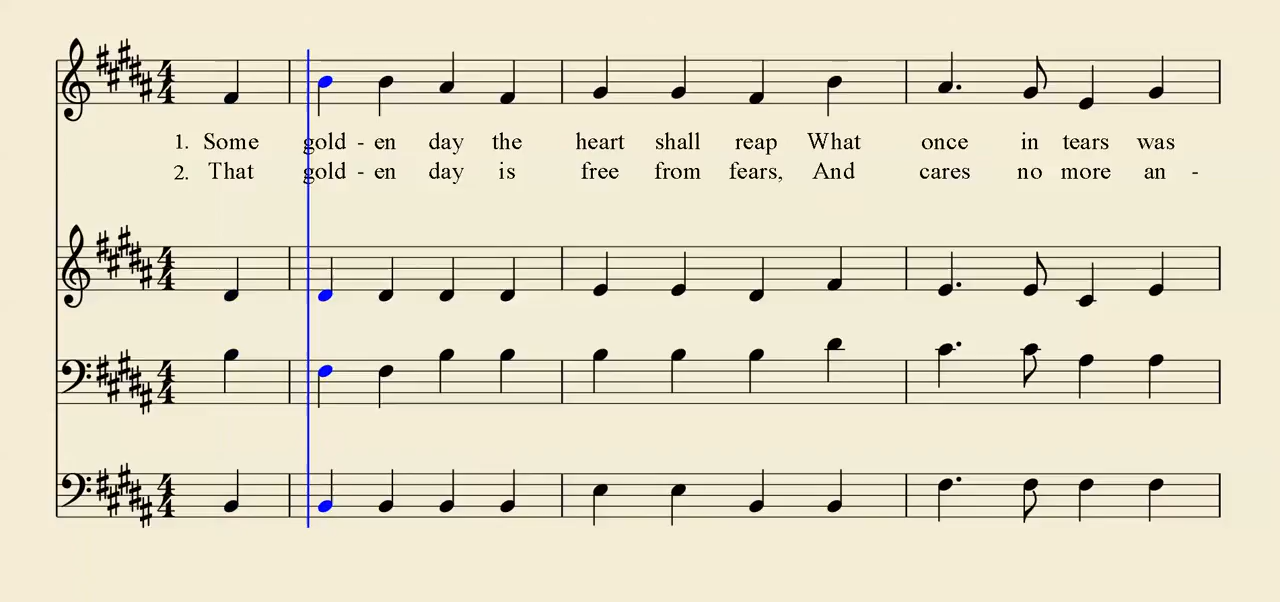 1. Some gold - en day the heart shall reap What once in tears was
2. That gold - en day is free from fears, And cares no more an -